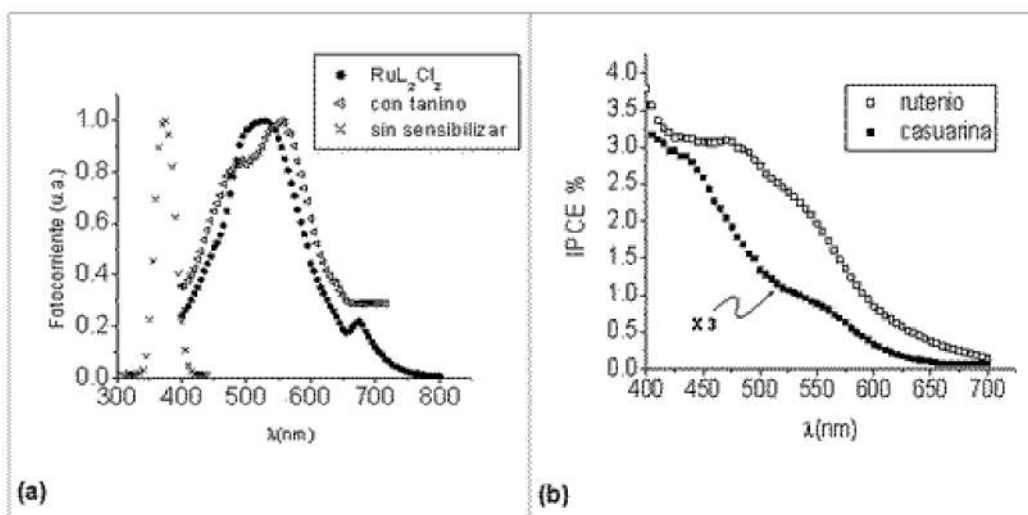 RuL₂Cl₂
con tanino
sin sensibilizar
Fotocorriente (u.a.)
1.0
0.8
0.6
0.4
0.2
0.0
300 400 500 600 700 800
λ(nm)
(a)
rutenio
casuarina
IPCE %
4.0
3.5
3.0
2.5
2.0
1.5
1.0
0.5
0.0
X 3
400 450 500 550 600 650 700
λ(nm)
(b)